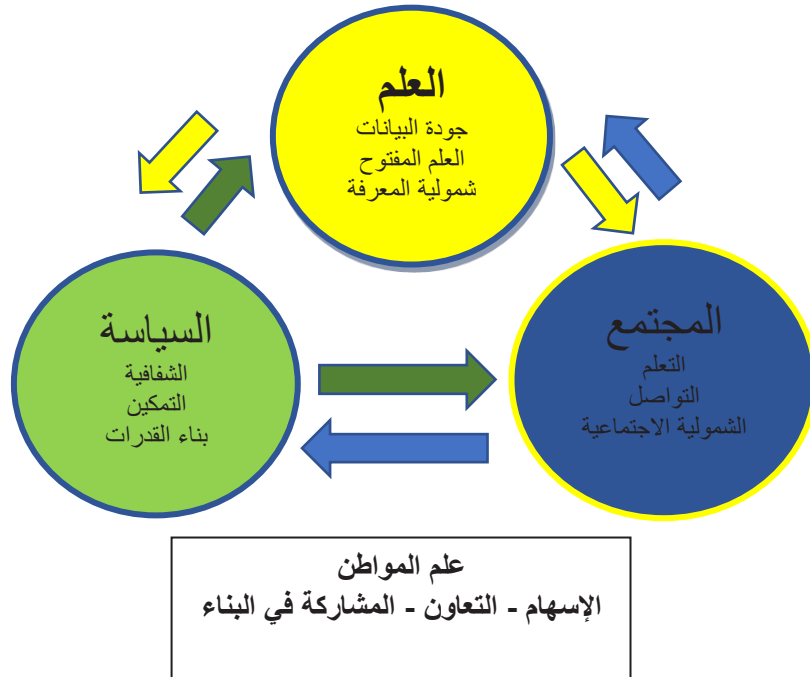 العلم
جودة البيانات
العلم المفتوح
شمولية المعرفة
المجتمع
التعلم
التواصل
الشمولية الاجتماعية
السياسة
الشفافية
التمكين
بناء القدرات
علم المواطن
الإسهام - التعاون - المشاركة في البناء